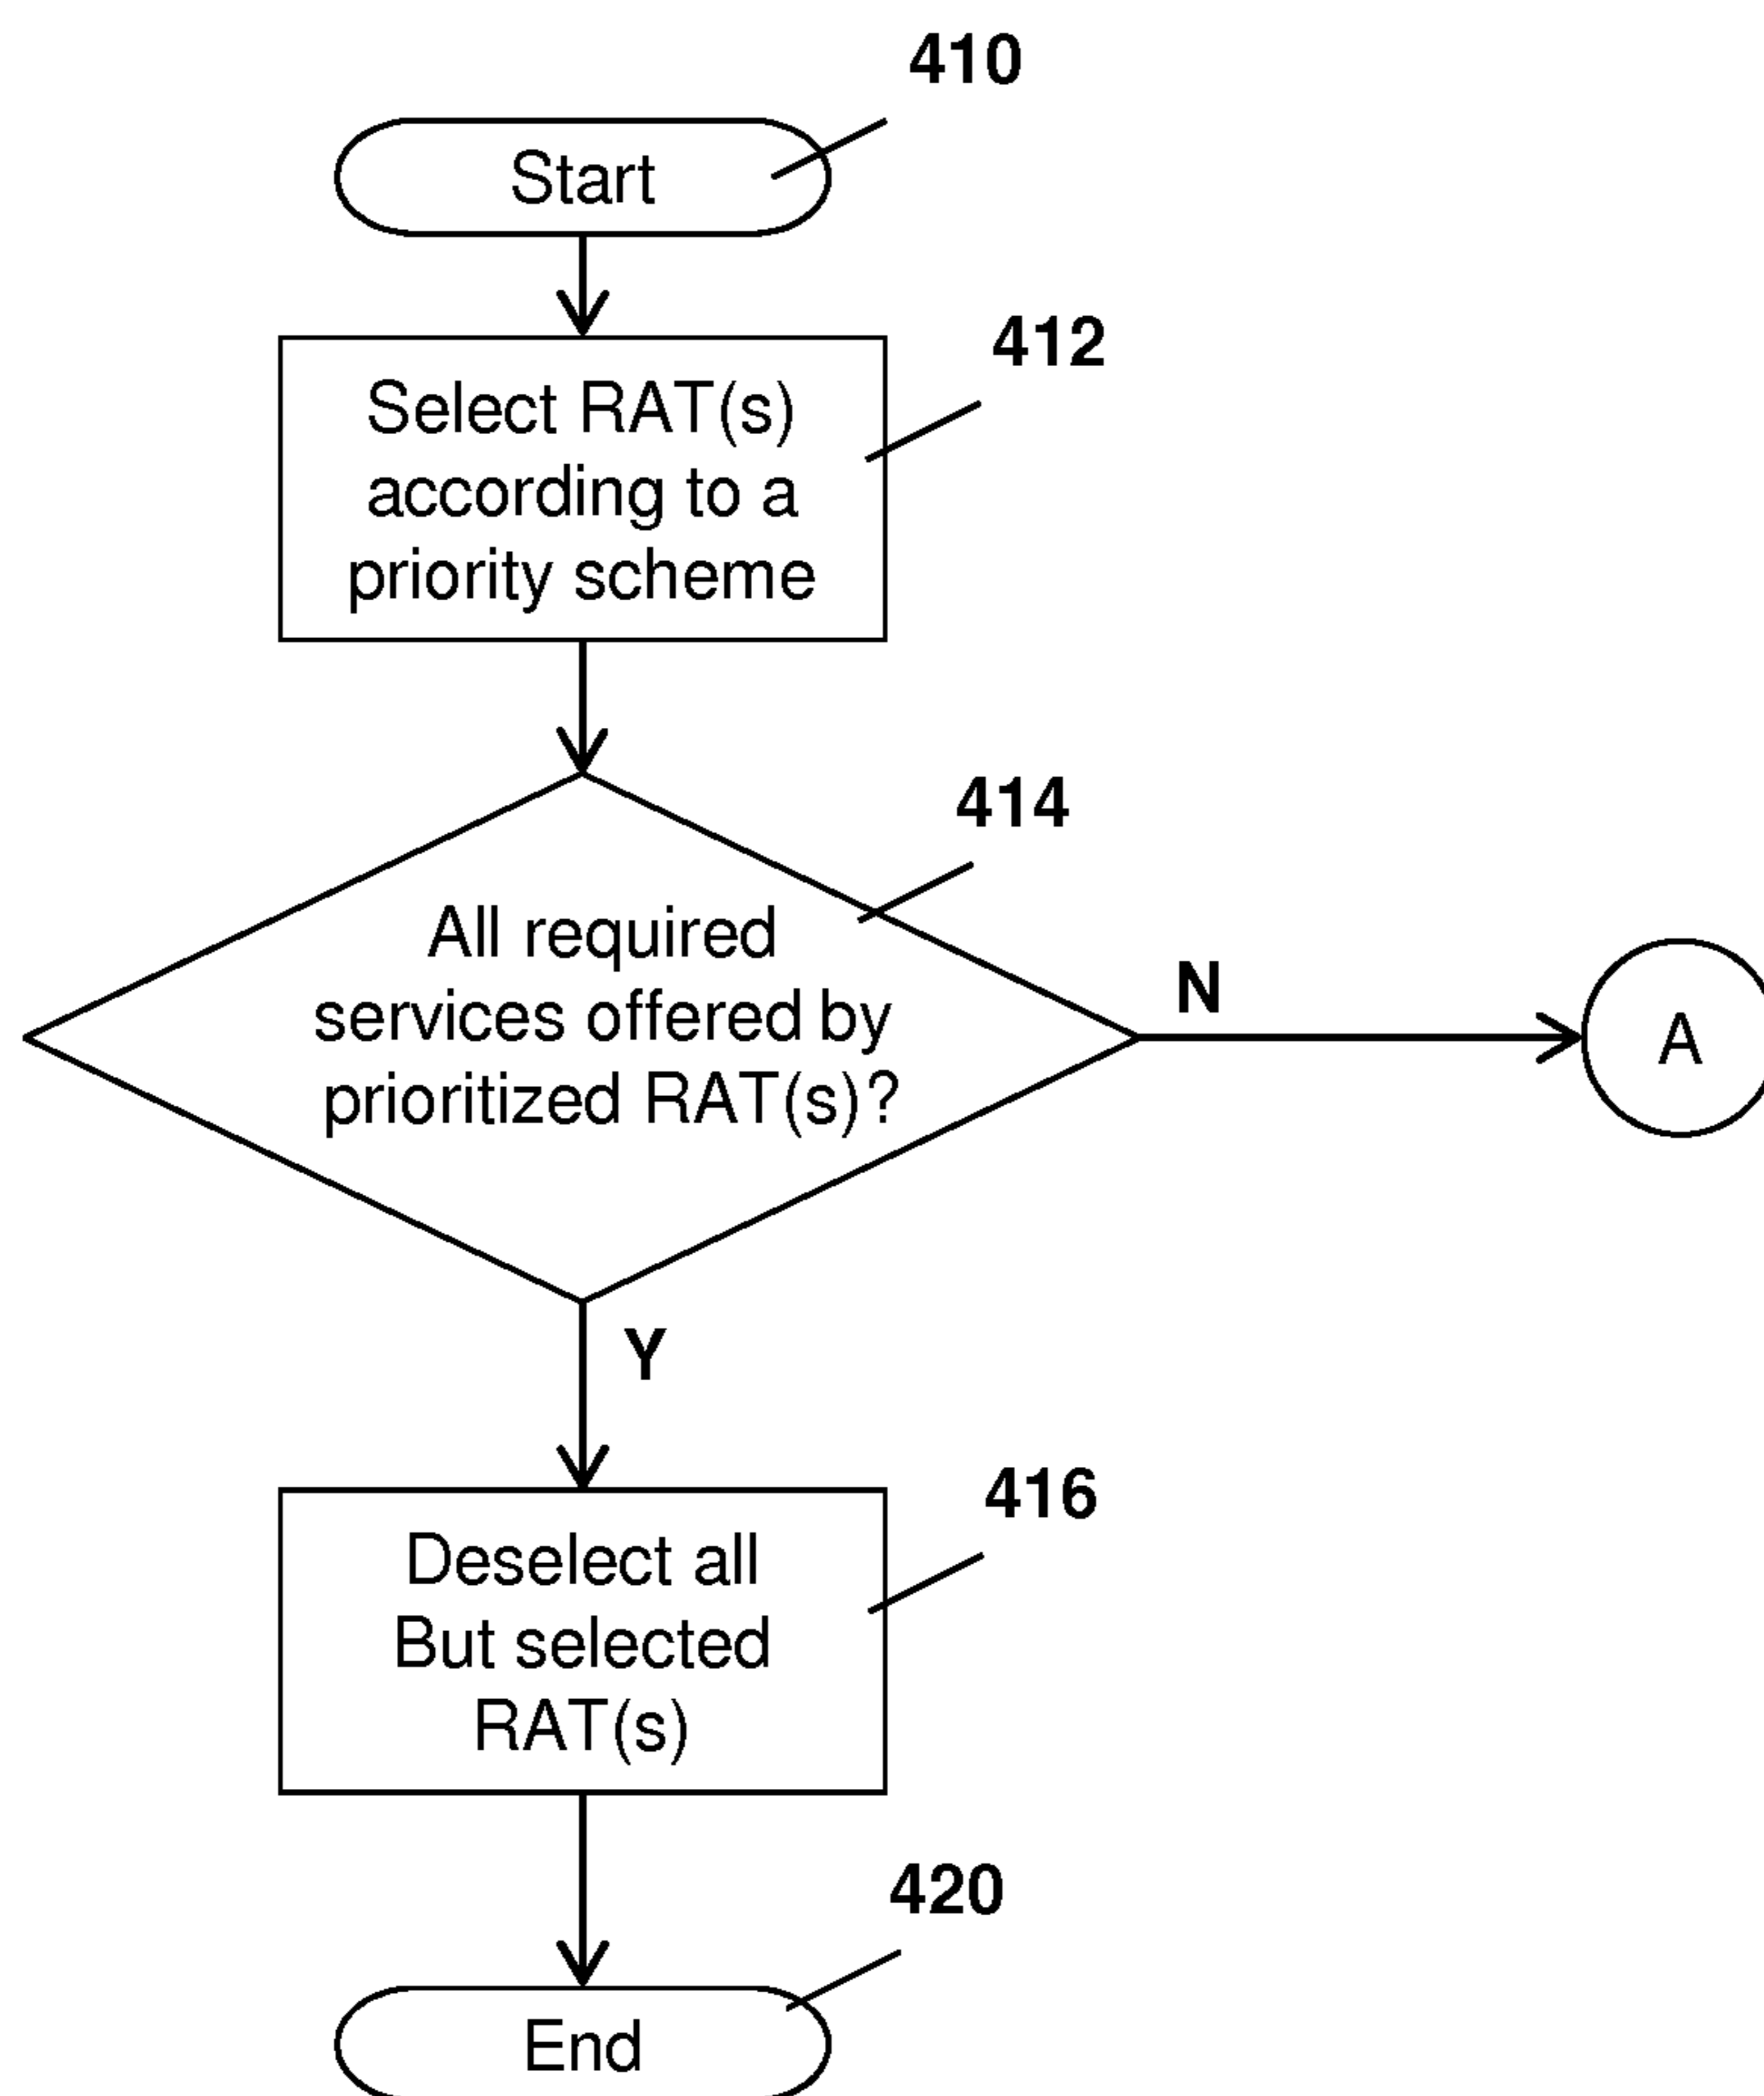 410
Start
412
Select RAT(s)
according to a
priority scheme
414
All required
services offered by
prioritized RAT(s)?
N
A
Y
416
Deselect all
But selected
RAT(s)
420
End